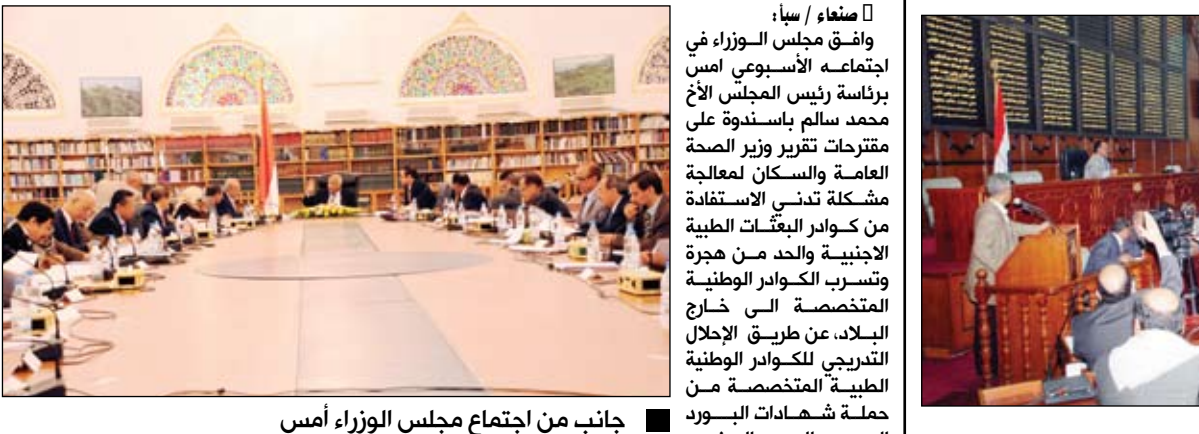 صنعاء / سبأ:
وافق مجلس الوزراء في
اجتماعه الأسبوعي امس
برئاسة رئيس المجلس الأخ
محمد سالم باسندوة على
مقترحات تقرير وزير الصحة
العامة والسكان لمعالجة
مشكلة تدني الاستفادة
من كوادر البعثات الطبية
الاجنبية والحد من هجرة
وتسرب الكوادر الوطنية
المتخصصة الى خارج
البلاد، عن طريق الإحلال
التدريجي للكوادر الوطنية
الطبية المتخصصة من
حملة شهادات البورد
جانب من اجتماع مجلس الوزراء أمس